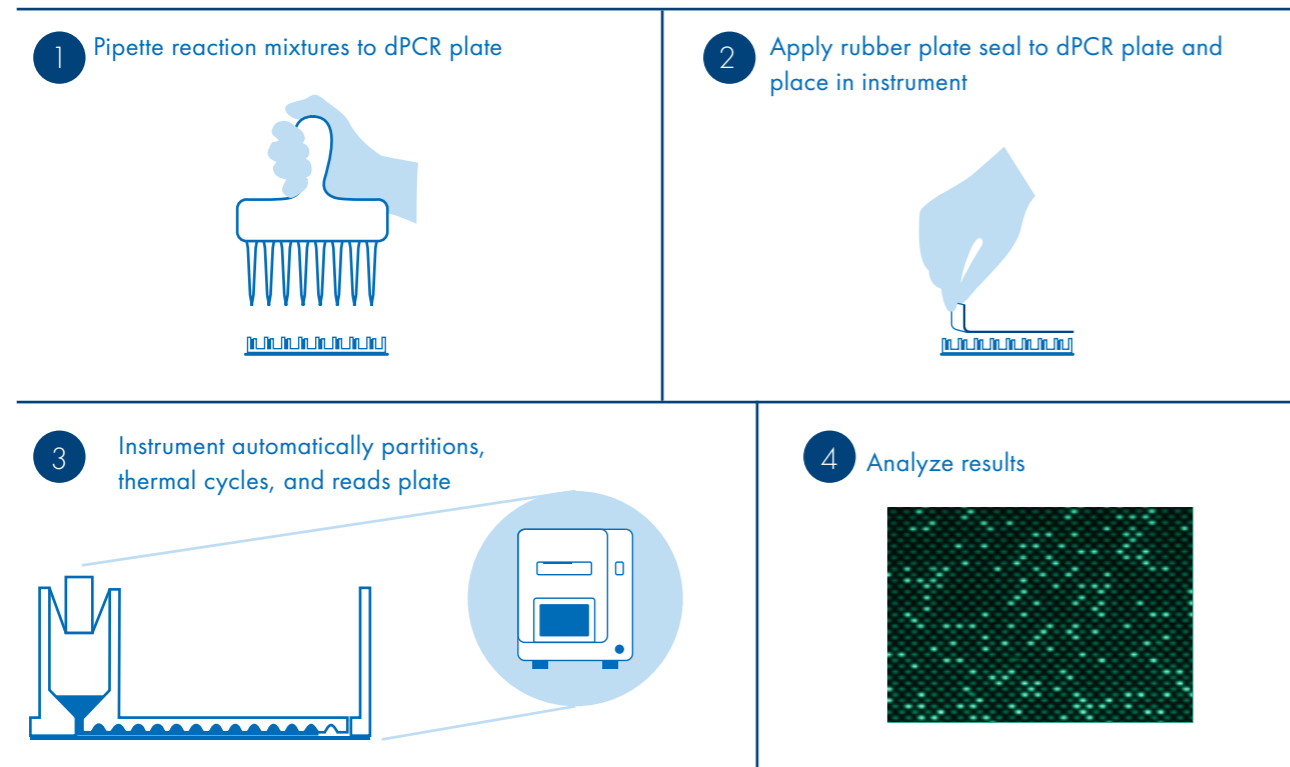 1
Pipette reaction mixtures to dPCR plate
2
Apply rubber plate seal to dPCR plate and
place in instrument
3
Instrument automatically partitions,
thermal cycles, and reads plate
4
Analyze results